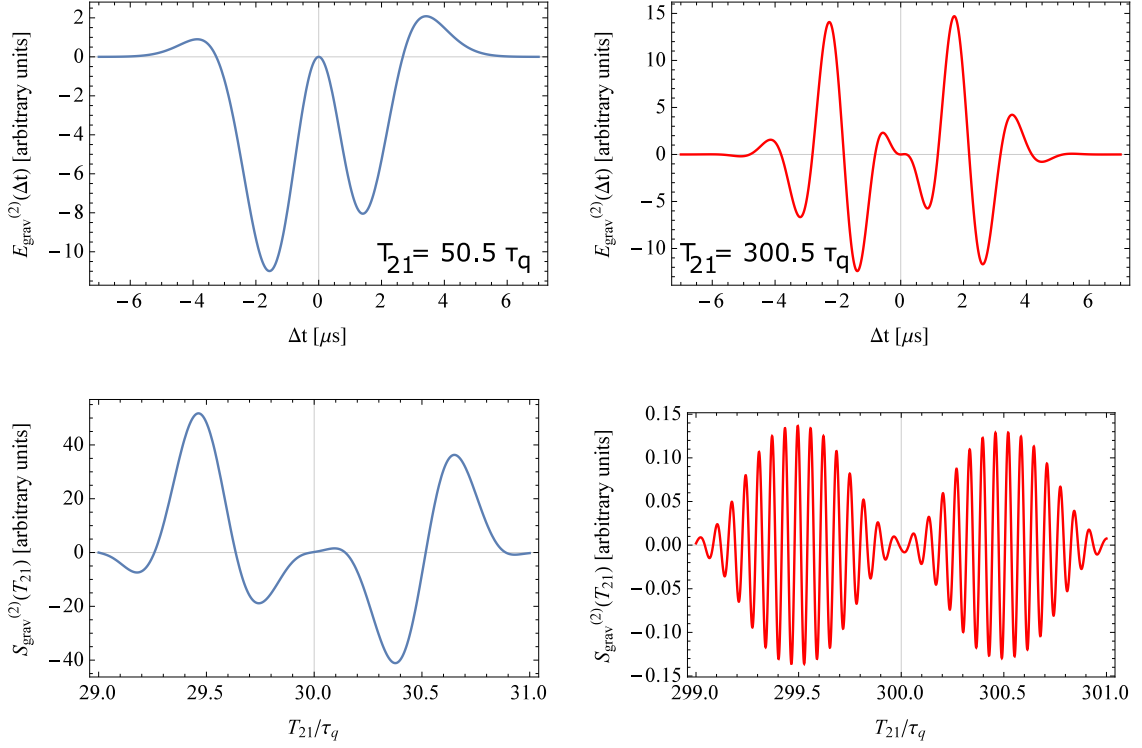 E_grav^(2)(Δt) [arbitrary units]
2
0
−2
−4
−6
−8
−10
T_21 = 50.5 τ_q
−6 −4 −2 0 2 4 6
Δt [μs]
E_grav^(2)(Δt) [arbitrary units]
15
10
5
0
−5
−10
T_21 = 300.5 τ_q
−6 −4 −2 0 2 4 6
Δt [μs]
S_grav^(2)(T_21) [arbitrary units]
40
20
0
−20
−40
29.0 29.5 30.0 30.5 31.0
T_21/τ_q
S_grav^(2)(T_21) [arbitrary units]
0.15
0.10
0.05
0.00
−0.05
−0.10
−0.15
299.0 299.5 300.0 300.5 301.0
T_21/τ_q